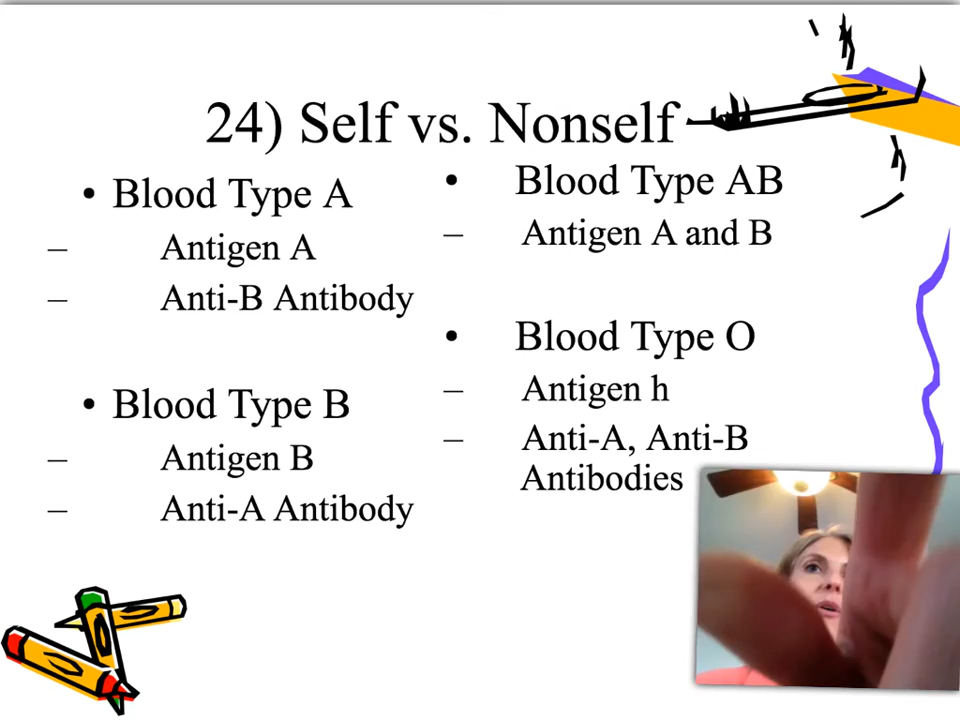 24) Self vs. Nonself
• Blood Type A
– Antigen A
– Anti-B Antibody
• Blood Type B
– Antigen B
– Anti-A Antibody
• Blood Type AB
– Antigen A and B
• Blood Type O
– Antigen h
– Anti-A, Anti-B
Antibodies